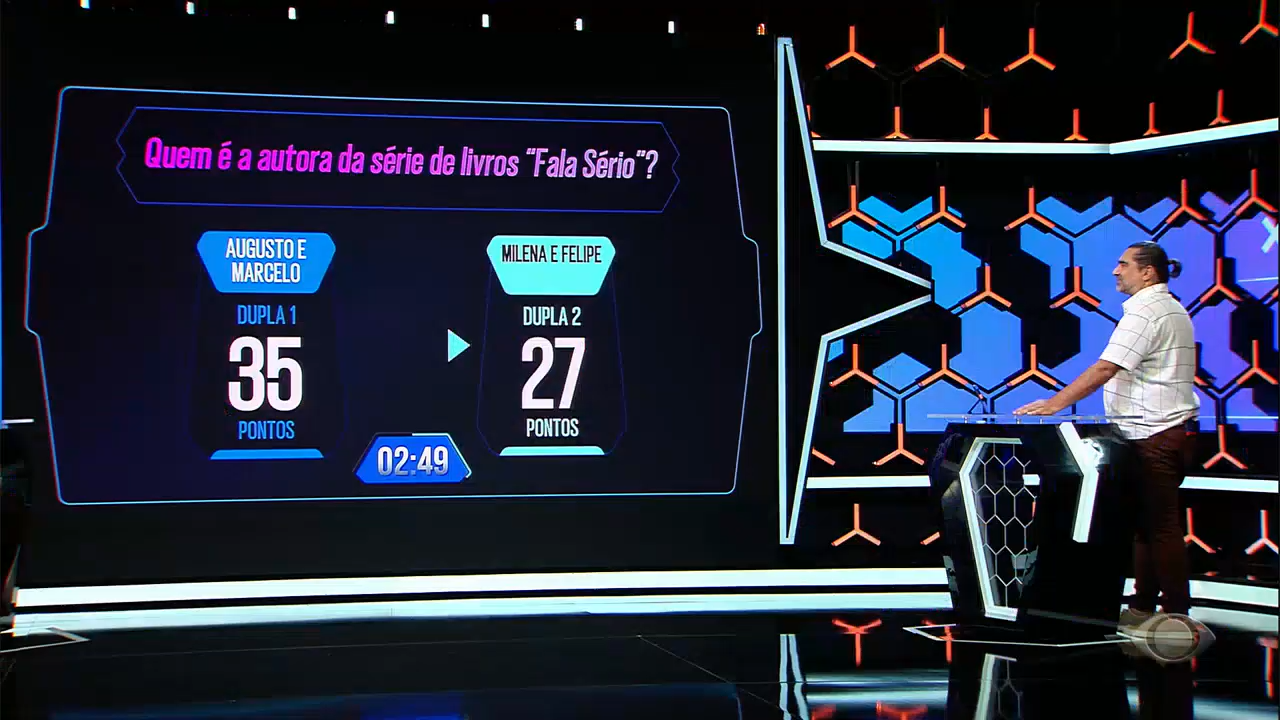 Quem é a autora da série de livros “Fala Sério”?
AUGUSTO E
MARCELO
DUPLA 1
35
PONTOS
MILENA E FELIPE
DUPLA 2
27
PONTOS
02:49